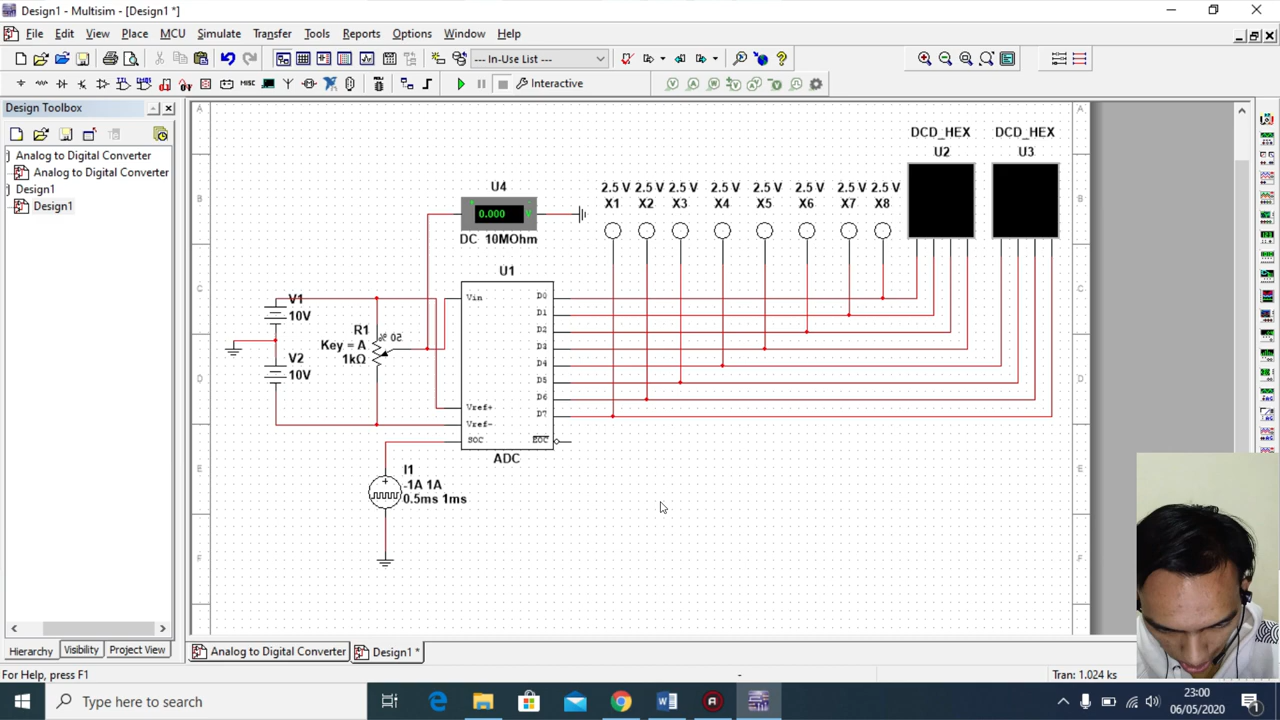 Design1 - Multisim - [Design1 *]
File Edit View Place MCU Simulate Transfer Tools Reports Options Window Help
--- In-Use List ---
Interactive
Design Toolbox
Analog to Digital Converter
Analog to Digital Converter
Design1
Design1
Hierarchy Visibility Project View
A A
B B
C C
D D
E E
F F
DCD_HEX DCD_HEX
U2 U3
2.5 V 2.5 V 2.5 V 2.5 V 2.5 V 2.5 V 2.5 V 2.5 V
X1 X2 X3 X4 X5 X6 X7 X8
U4
0.000 V
DC 10MOhm
U1
Vin
Vref+
Vref-
SOC
D0
D1
D2
D3
D4
D5
D6
D7
EOC
ADC
V1
10V
V2
10V
R1
50 %
Key = A
1kΩ
I1
-1A 1A
0.5ms 1ms
Analog to Digital Converter Design1 *
For Help, press F1
-
Tran: 1.024 ks
Type here to search
23:00
06/05/2020